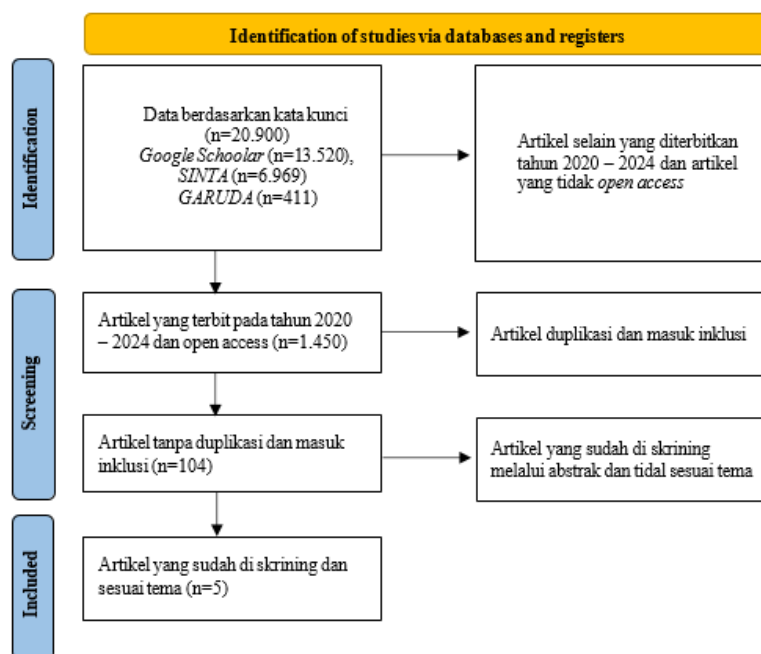 Identification of studies via databases and registers
Identification
Data berdasarkan kata kunci
(n=20.900)
Google Schoolar (n=13.520),
SINTA (n=6.969)
GARUDA (n=411)
Artikel selain yang diterbitkan
tahun 2020 – 2024 dan artikel
yang tidak open access
Screening
Artikel yang terbit pada tahun 2020
– 2024 dan open access (n=1.450)
Artikel duplikasi dan masuk inklusi
Artikel tanpa duplikasi dan masuk
inklusi (n=104)
Artikel yang sudah di skrining
melalui abstrak dan tidal sesuai tema
Included
Artikel yang sudah di skrining dan
sesuai tema (n=5)